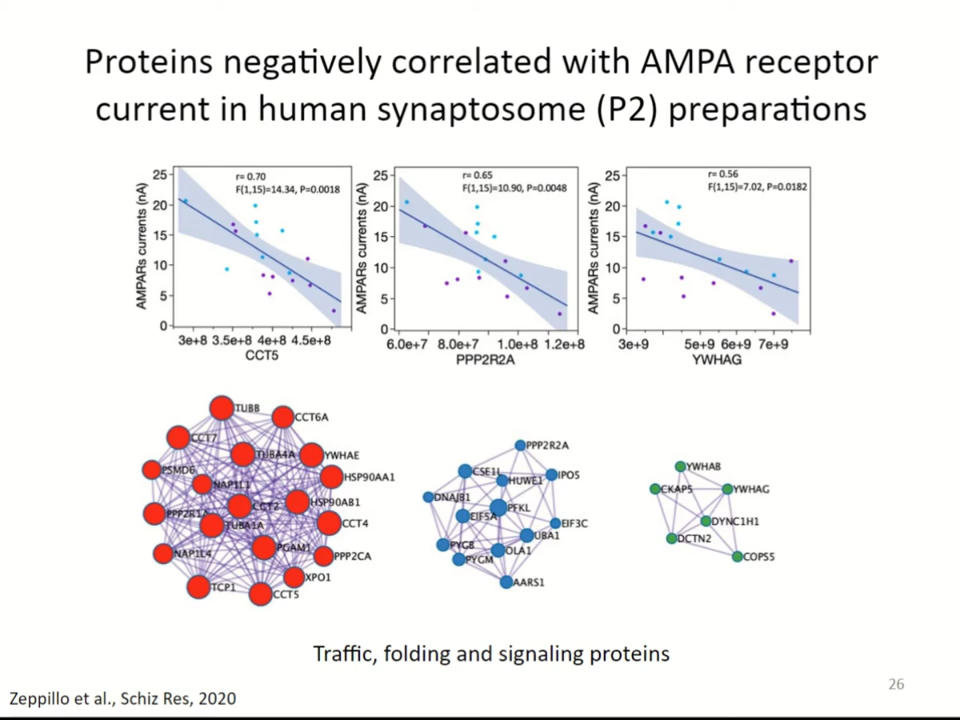 Proteins negatively correlated with AMPA receptor
current in human synaptosome (P2) preparations
r= 0.70
F(1,15)=14.34, P=0.0018
AMPARs currents (nA)
25
20
15
10
5
0
3e+8 3.5e+8 4e+8 4.5e+8
CCT5
r= 0.65
F(1,15)=10.90, P=0.0048
AMPARs currents (nA)
25
20
15
10
5
0
6.0e+7 8.0e+7 1.0e+8 1.2e+8
PPP2R2A
r= 0.56
F(1,15)=7.02, P=0.0182
AMPARs currents (nA)
25
20
15
10
5
0
3e+9 5e+9 6e+9 7e+9
YWHAG
TUBB
CCT6A
CCT7
TUBA4A
YWHAE
PSMD6
NAP1L1
HSP90AA1
CCT2
HSP90AB1
PPP2R1A
TUBA1A
CCT4
NAP1L4
PGAM1
PPP2CA
XPO1
TCP1
CCT5
PPP2R2A
CSE1L
HUWE1
IPO5
DNAJB1
PFKL
EIF5A
EIF3C
UBA1
PYGB
OLA1
PYGM
AARS1
YWHAB
CKAP5
YWHAG
DYNC1H1
DCTN2
COPS5
Traffic, folding and signaling proteins
26
Zeppillo et al., Schiz Res, 2020